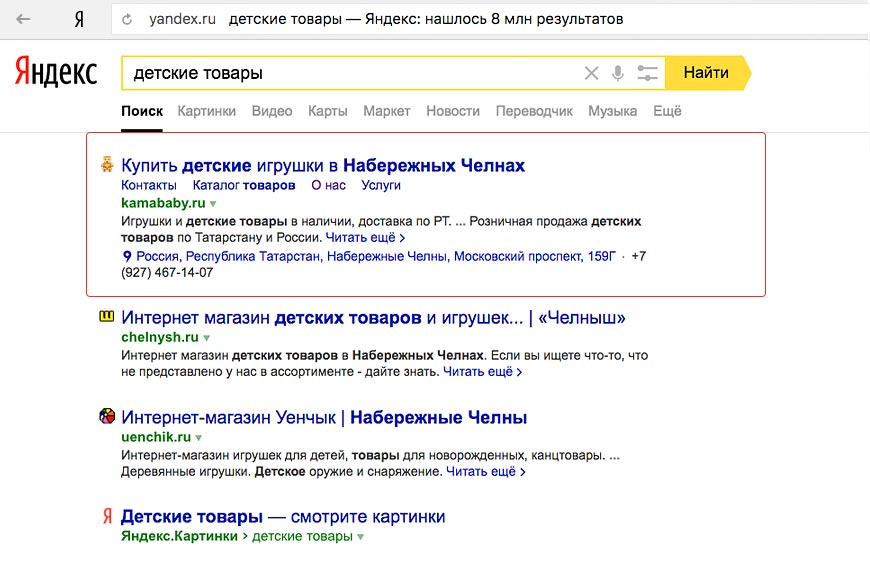 Я yandex.ru детские товары — Яндекс: нашлось 8 млн результатов
Яндекс детские товары Найти
Поиск Картинки Видео Карты Маркет Новости Переводчик Музыка Ещё
Купить детские игрушки в Набережных Челнах
Контакты Каталог товаров О нас Услуги
kamababy.ru
Игрушки и детские товары в наличии, доставка по РТ. ... Розничная продажа детских
товаров по Татарстану и России. Читать ещё >
Россия, Республика Татарстан, Набережные Челны, Московский проспект, 159Г · +7
(927) 467-14-07
Интернет магазин детских товаров и игрушек... | «Челныш»
chelnysh.ru
Интернет магазин детских товаров в Набережных Челнах. Если вы ищете что-то, что
не представлено у нас в ассортименте - дайте знать. Читать ещё >
Интернет-магазин Уенчык | Набережные Челны
uenchik.ru
Интернет-магазин игрушек для детей, товары для новорожденных, канцтовары. ...
Деревянные игрушки. Детское оружие и снаряжение. Читать ещё >
Я Детские товары — смотрите картинки
Яндекс.Картинки > детские товары